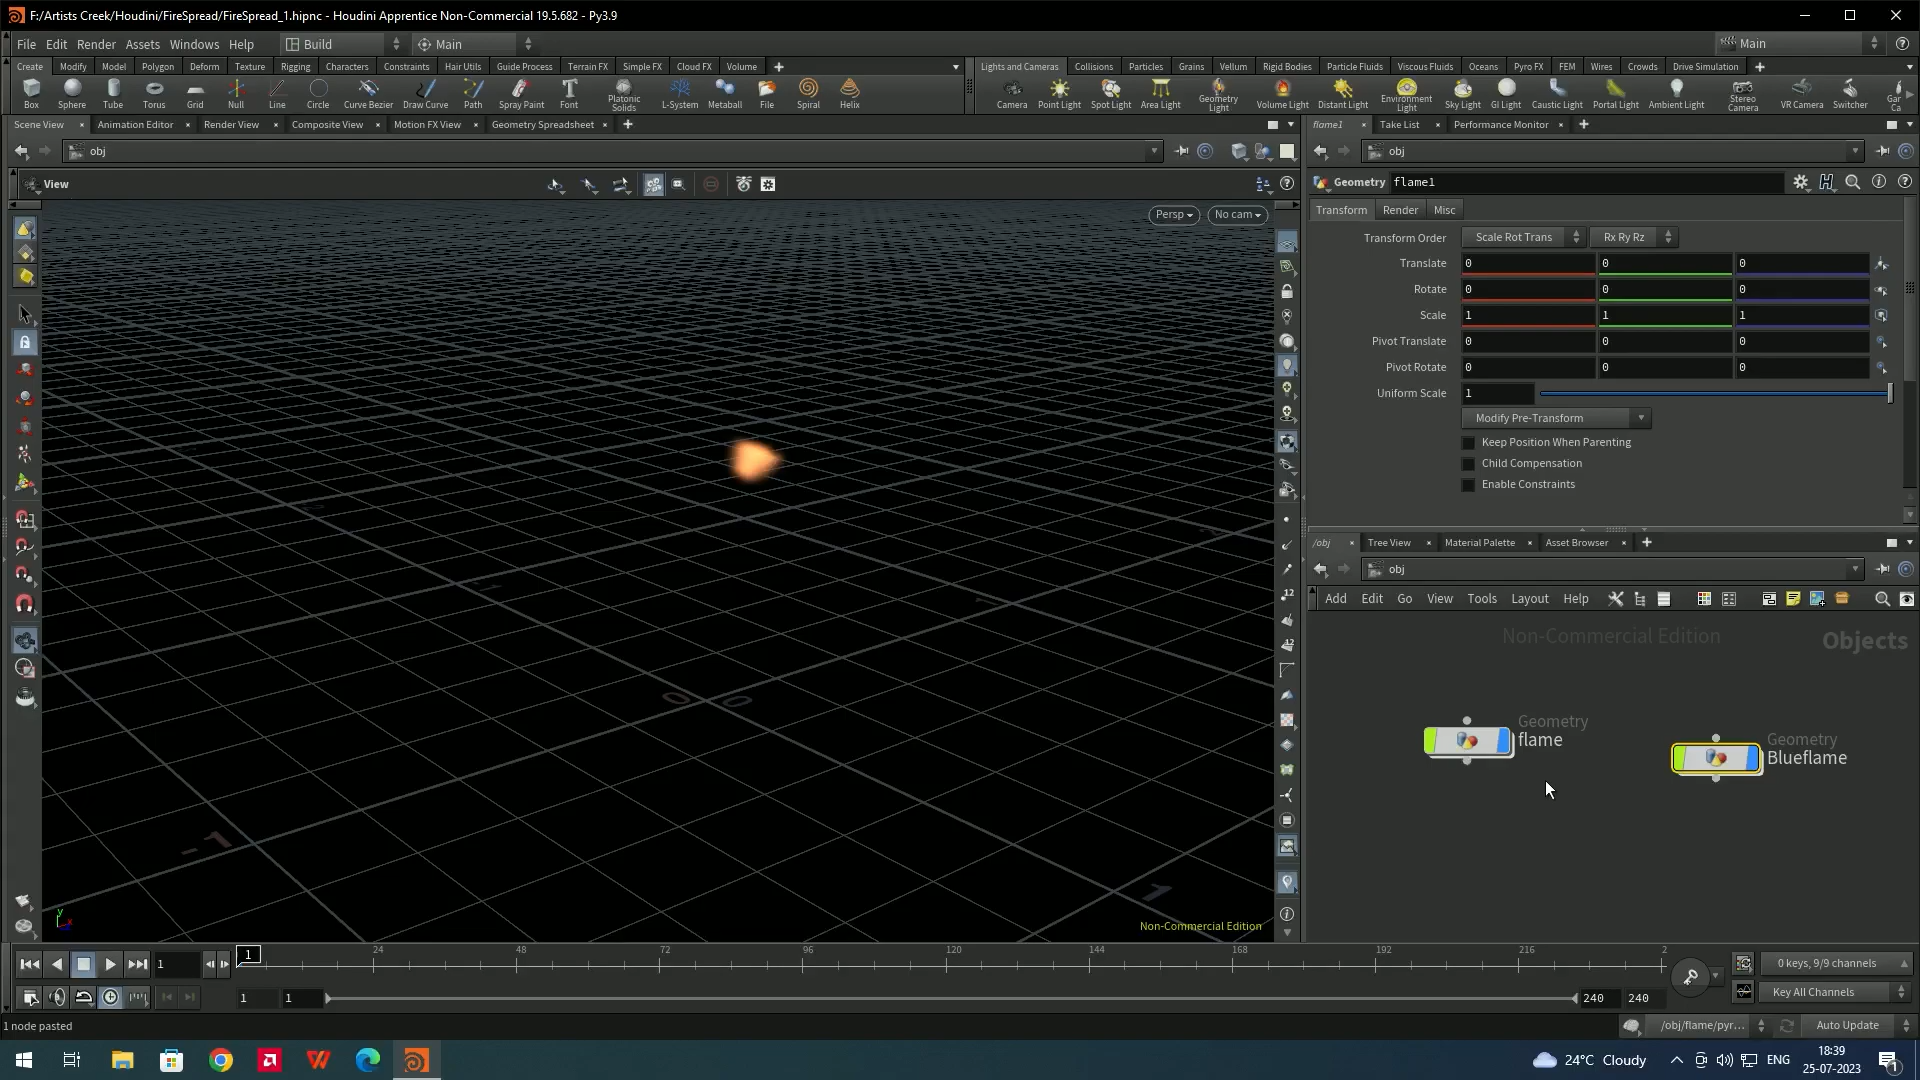 F:/Artists Creek/Houdini/FireSpread/FireSpread_1.hipnc - Houdini Apprentice Non-Commercial 19.5.682 - Py3.9
File Edit Render Assets Windows Help Build Main Main
Create Modify Model Polygon Deform Texture Rigging Characters Constraints Hair Utils Guide Process Terrain FX Simple FX Cloud FX Volume
Lights and Cameras Collisions Particles Grains Vellum Rigid Bodies Particle Fluids Viscous Fluids Oceans Pyro FX FEM Wires Crowds Drive Simulation
Box Sphere Tube Torus Grid Null Line Circle Curve Bezier Draw Curve Path Spray Paint Font Platonic Solids L-System Metaball File Spiral Helix
Camera Point Light Spot Light Area Light Geometry Light Volume Light Distant Light Environment Light Sky Light GI Light Caustic Light Portal Light Ambient Light Stereo Camera VR Camera Switcher Gar Ca
Scene View Animation Editor Render View Composite View Motion FX View Geometry Spreadsheet
flame1 Take List Performance Monitor
obj
obj
View
Geometry flame1
Persp No cam
Transform Render Misc
Transform Order Scale Rot Trans Rx Ry Rz
Translate 0 0 0
Rotate 0 0 0
Scale 1 1 1
Pivot Translate 0 0 0
Pivot Rotate 0 0 0
Uniform Scale 1
Modify Pre-Transform
Keep Position When Parenting
Child Compensation
Enable Constraints
/obj Tree View Material Palette Asset Browser
obj
Add Edit Go View Tools Layout Help
Non-Commercial Edition Objects
Geometry
flame
Geometry
Blueflame
0 0
-1
1
Non-Commercial Edition
1 1 24 48 72 96 120 144 168 192 216 2
0 keys, 9/9 channels
1 1 240 240
Key All Channels
1 node pasted
/obj/flame/pyr... Auto Update
24°C Cloudy ENG 18:39
25-07-2023 1